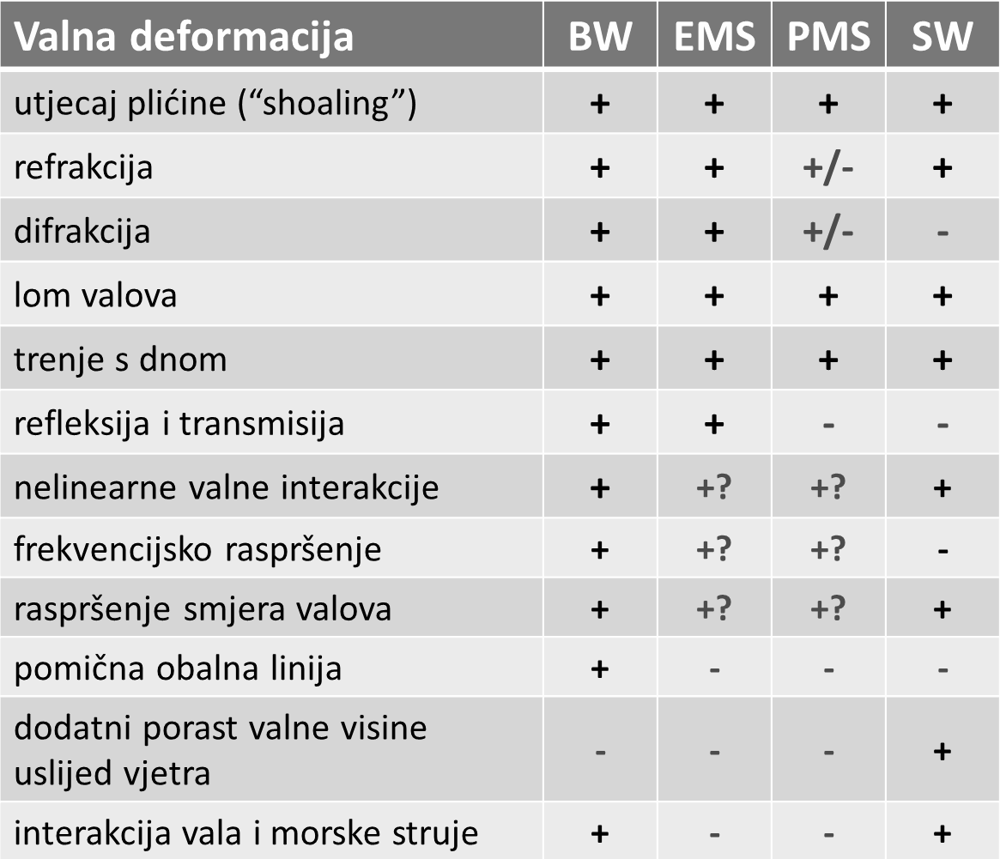 Valna deformacija BW EMS PMS SW
utjecaj plićine (“shoaling”) + + + +
refrakcija + + +/- +
difrakcija + + +/- -
lom valova + + + +
trenje s dnom + + + +
refleksija i transmisija + + - -
nelinearne valne interakcije + +? +? +
frekvencijsko raspršenje + +? +? -
raspršenje smjera valova + +? +? +
pomična obalna linija + - - -
dodatni porast valne visine
uslijed vjetra - - - +
interakcija vala i morske struje + - - +